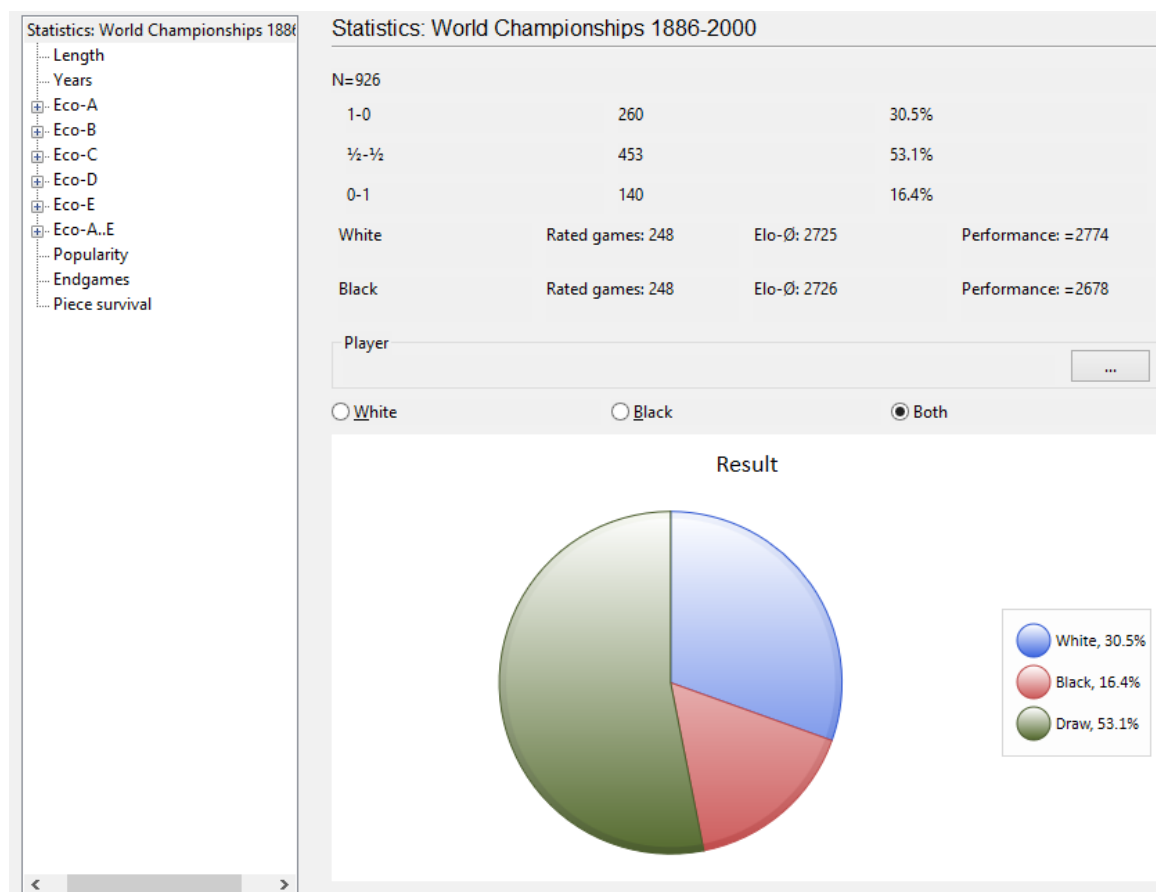 Statistics: World Championships 188
Length
Years
Eco-A
Eco-B
Eco-C
Eco-D
Eco-E
Eco-A..E
Popularity
Endgames
Piece survival
Statistics: World Championships 1886-2000
N=926
1-0 260 30.5%
½-½ 453 53.1%
0-1 140 16.4%
White Rated games: 248 Elo-Ø: 2725 Performance: =2774
Black Rated games: 248 Elo-Ø: 2726 Performance: =2678
Player
...
White Black Both
Result
White, 30.5%
Black, 16.4%
Draw, 53.1%